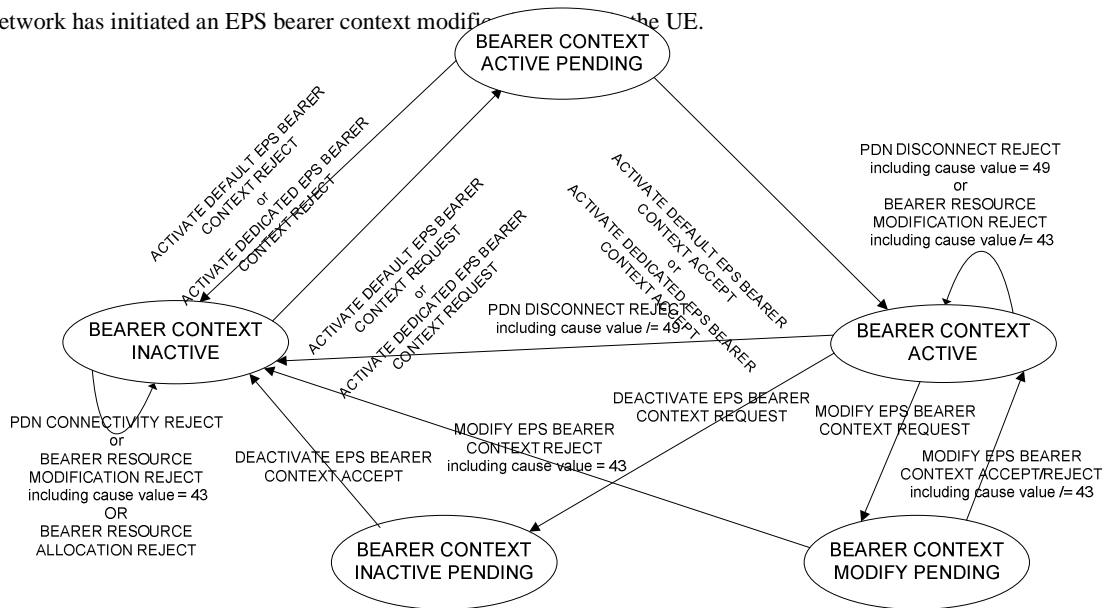 etwork has initiated an EPS bearer context modific the UE.
BEARER CONTEXT
ACTIVE PENDING
ACTIVATE DEFAULT EPS BEARER
CONTEXT REJECT
or
ACTIVATE DEDICATED EPS BEARER
CONTEXT REJECT
ACTIVATE DEFAULT EPS BEARER
CONTEXT REQUEST
or
ACTIVATE DEDICATED EPS BEARER
CONTEXT REQUEST
ACTIVATE DEFAULT EPS BEARER
CONTEXT ACCEPT
or
ACTIVATE DEDICATED EPS BEARER
CONTEXT ACCEPT
PDN DISCONNECT REJECT
including cause value = 49
or
BEARER RESOURCE
MODIFICATION REJECT
including cause value /= 43
BEARER CONTEXT
INACTIVE
PDN DISCONNECT REJECT
including cause value /= 49
BEARER CONTEXT
ACTIVE
PDN CONNECTIVITY REJECT
or
BEARER RESOURCE
MODIFICATION REJECT
including cause value = 43
OR
BEARER RESOURCE
ALLOCATION REJECT
DEACTIVATE EPS BEARER
CONTEXT ACCEPT
MODIFY EPS BEARER
CONTEXT REJECT
including cause value = 43
DEACTIVATE EPS BEARER
CONTEXT REQUEST
MODIFY EPS BEARER
CONTEXT REQUEST
MODIFY EPS BEARER
CONTEXT ACCEPT/REJECT
including cause value /= 43
BEARER CONTEXT
INACTIVE PENDING
BEARER CONTEXT
MODIFY PENDING